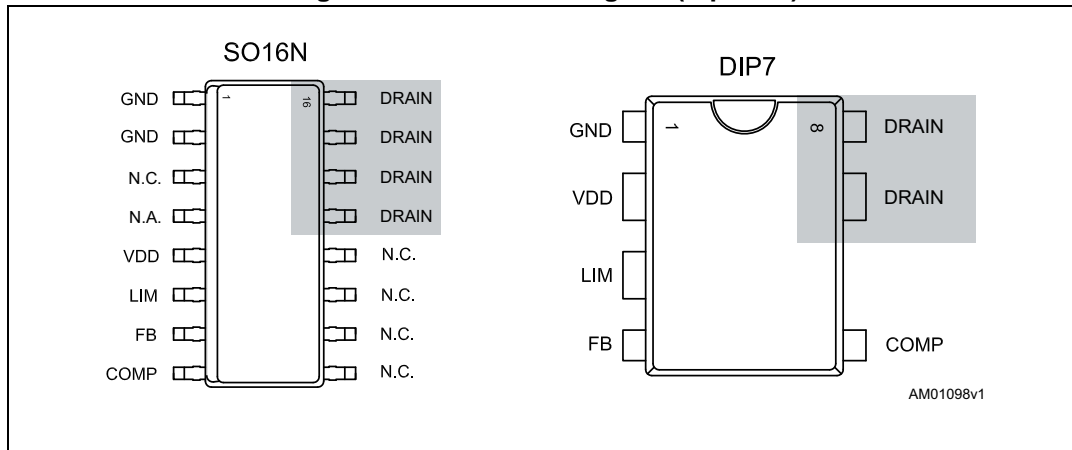 SO16N
GND 1 16 DRAIN
GND DRAIN
N.C. DRAIN
N.A. DRAIN
VDD N.C.
LIM N.C.
FB N.C.
COMP N.C.
DIP7
GND 1 8 DRAIN
VDD DRAIN
LIM
FB COMP
AM01098v1